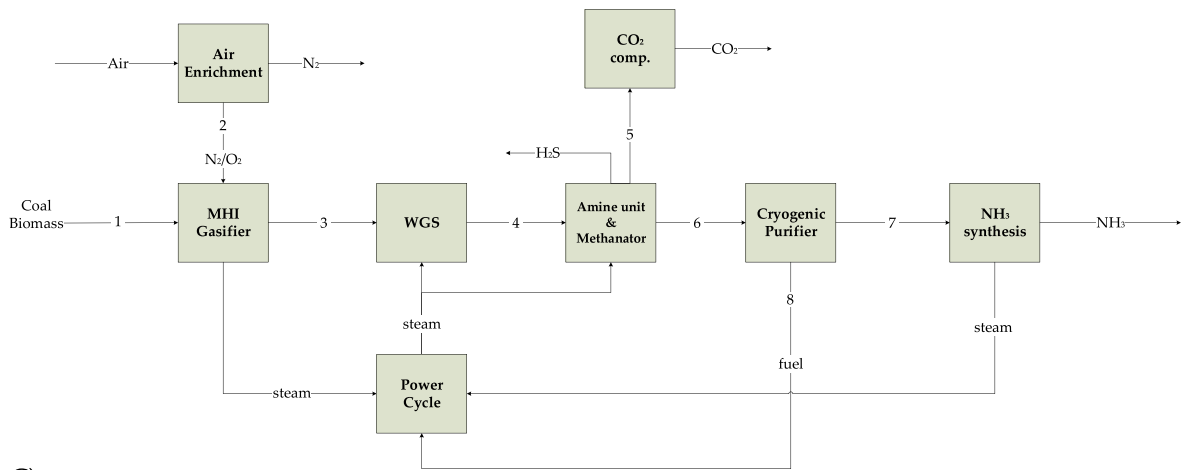 CO₂
comp.
CO₂
Air
Air
Enrichment
N₂
2
5
N₂/O₂
H₂S
Coal
Biomass
1
MHI
Gasifier
3
WGS
4
Amine unit
&
Methanator
6
Cryogenic
Purifier
7
NH₃
synthesis
NH₃
8
steam
steam
fuel
steam
Power
Cycle